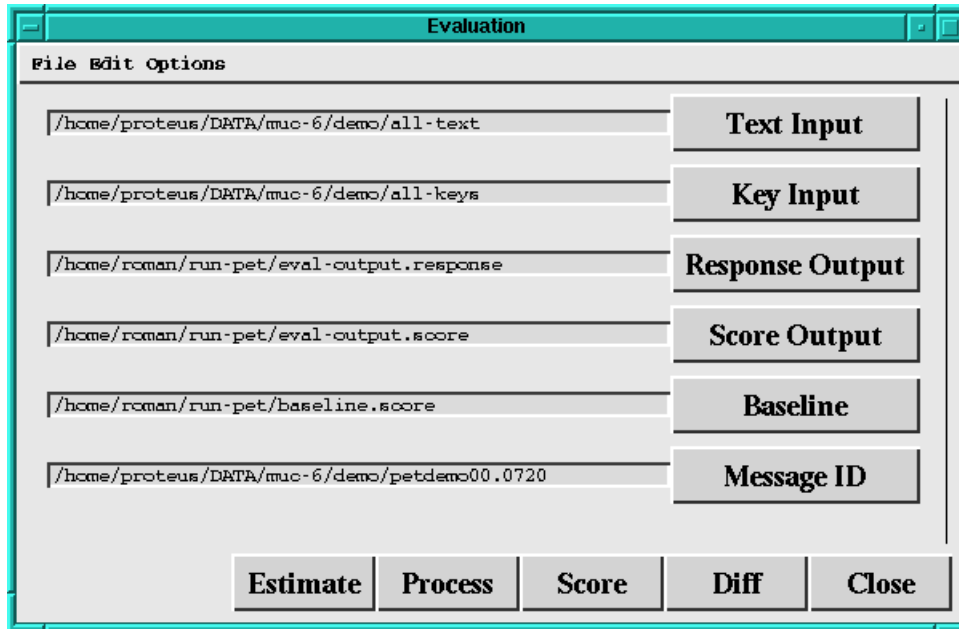 Evaluation
File Edit Options
/home/proteus/DATA/muc-6/demo/all-text Text Input
/home/proteus/DATA/muc-6/demo/all-keys Key Input
/home/roman/run-pet/eval-output.response Response Output
/home/roman/run-pet/eval-output.score Score Output
/home/roman/run-pet/baseline.score Baseline
/home/proteus/DATA/muc-6/demo/petdemo00.0720 Message ID
Estimate Process Score Diff Close